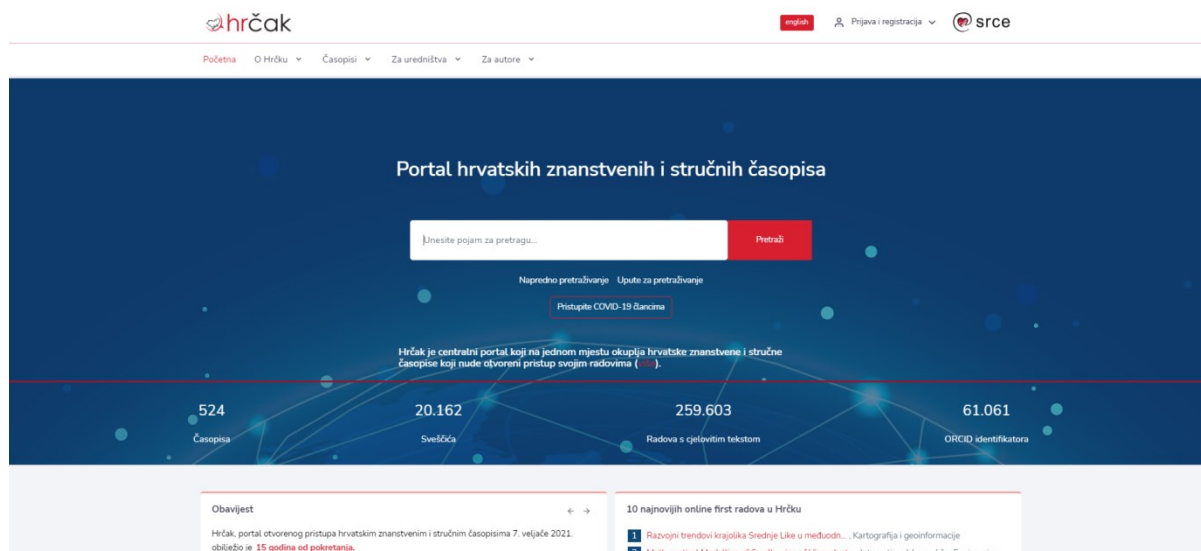 hrčak
english
Prijava i registracija
srce
Početna O Hrčku Časopisi Za uredništva Za autore
Portal hrvatskih znanstvenih i stručnih časopisa
Unesite pojam za pretragu...
Pretraži
Napredno pretraživanje Upute za pretraživanje
Pristupite COVID-19 člancima
Hrčak je centralni portal koji na jednom mjestu okuplja hrvatske znanstvene i stručne
časopise koji nude otvoreni pristup svojim radovima (više).
524 20.162 259.603 61.061
Časopisa Sveščića Radova s cjelovitim tekstom ORCID identifikatora
Obavijest
Hrčak, portal otvorenog pristupa hrvatskim znanstvenim i stručnim časopisima 7. veljače 2021.
obilježio je 15 godina od pokretanja.
10 najnovijih online first radova u Hrčku
1 Razvojni trendovi krajolika Srednje Like u međuodn... , Kartografija i geoinformacije